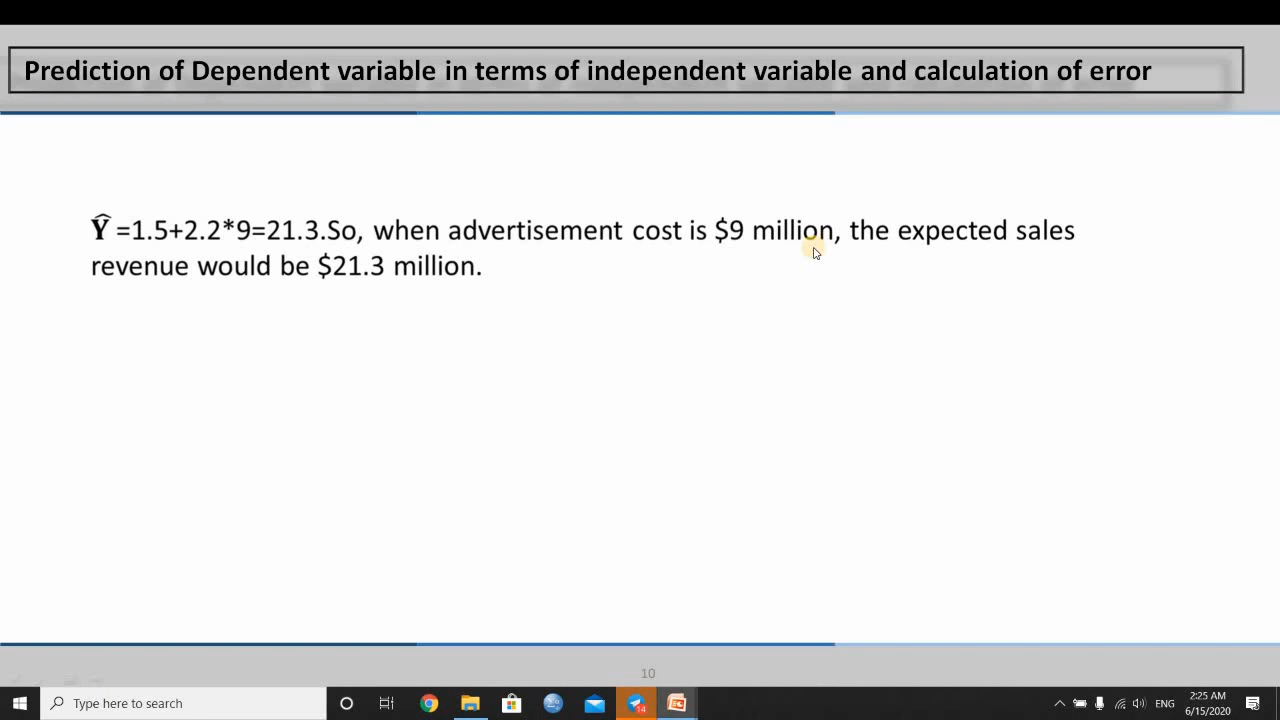 Prediction of Dependent variable in terms of independent variable and calculation of error
Ŷ =1.5+2.2*9=21.3.So, when advertisement cost is $9 million, the expected sales
revenue would be $21.3 million.
10
Type here to search
14
ENG
2:25 AM
6/15/2020